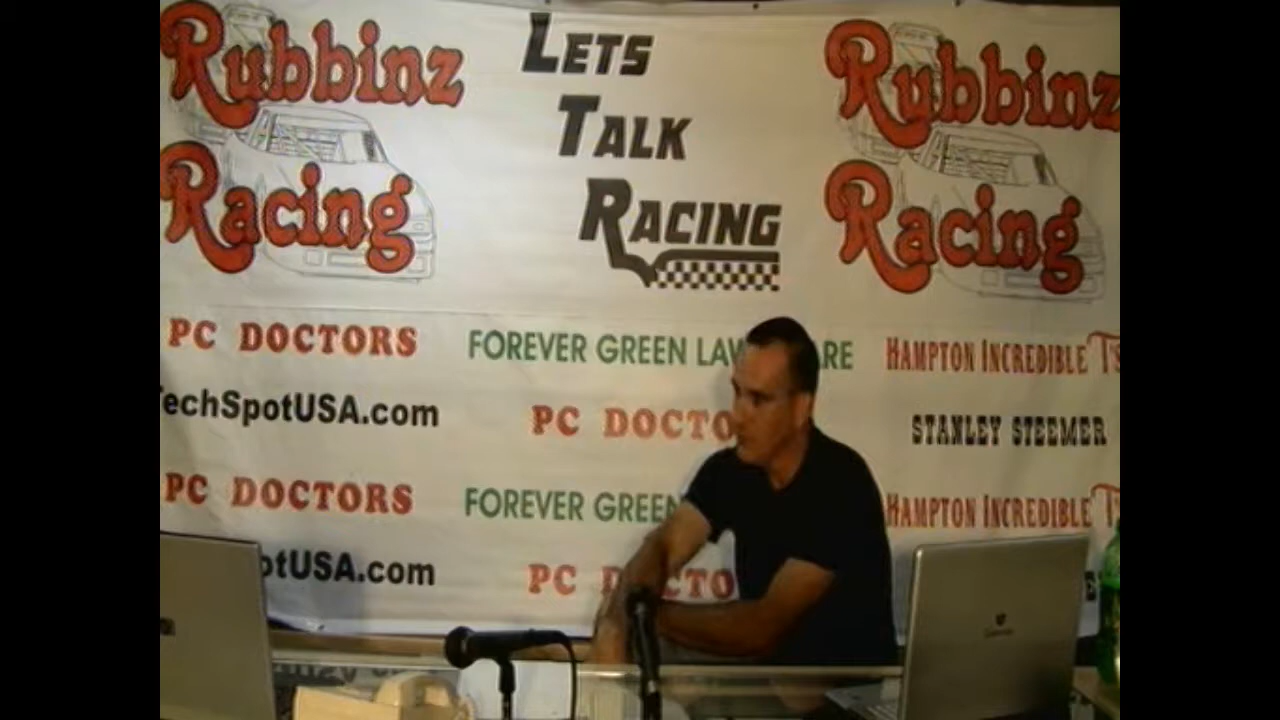 Rubbinz
Racing
LETS
TALK
RACING
Rubbinz
Racing
PC DOCTORS
FOREVER GREEN LAW ARE
HAMPTON INCREDIBLE T'S
TechSpotUSA.com
PC DOCTO
STANLEY STEEMER
PC DOCTORS
FOREVER GREEN
HAMPTON INCREDIBLE T'
otUSA.com
PC DOCTO